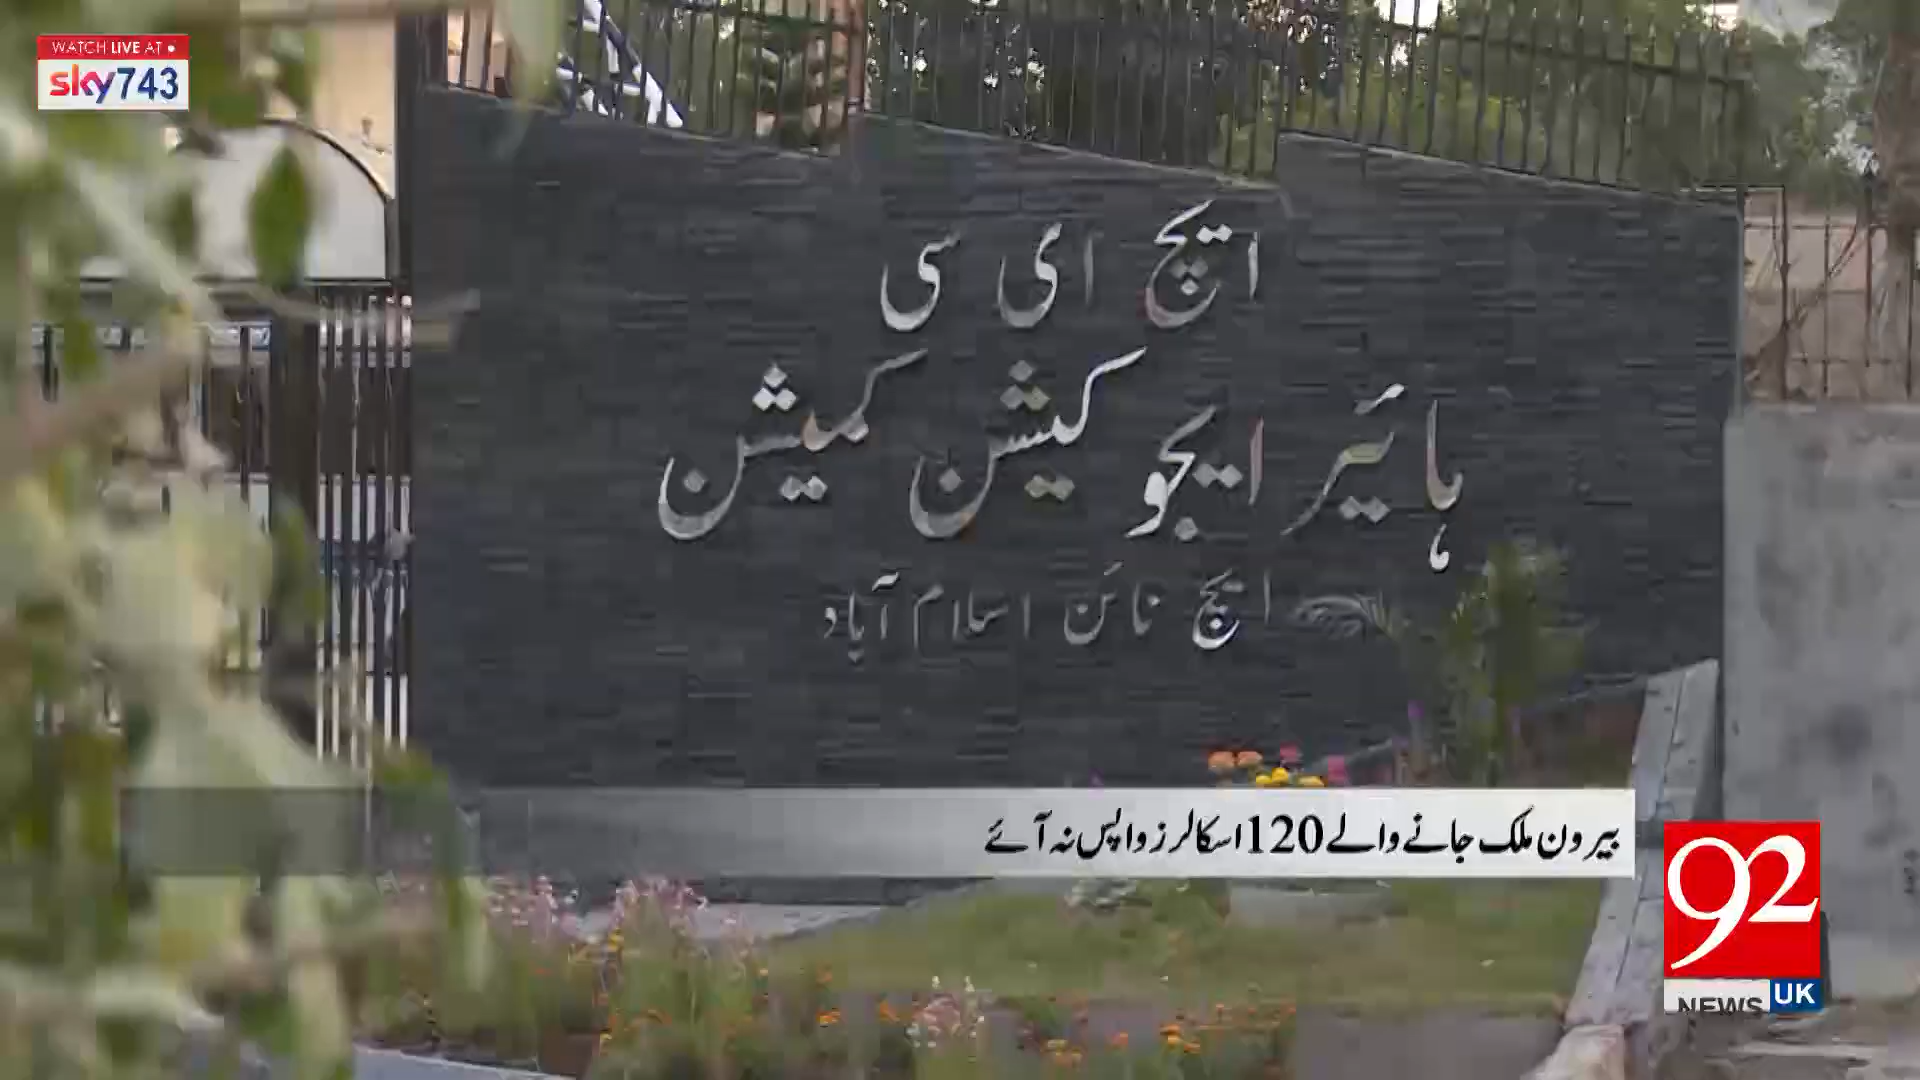 WATCH LIVE AT
sky743
ایچ ای سی
ہائیر ایجوکیشن کمیشن
ایچ نائن اسلام آباد
بیرون ملک جانے والے 120 اسکالرز واپس نہ آئے
92
NEWS UK